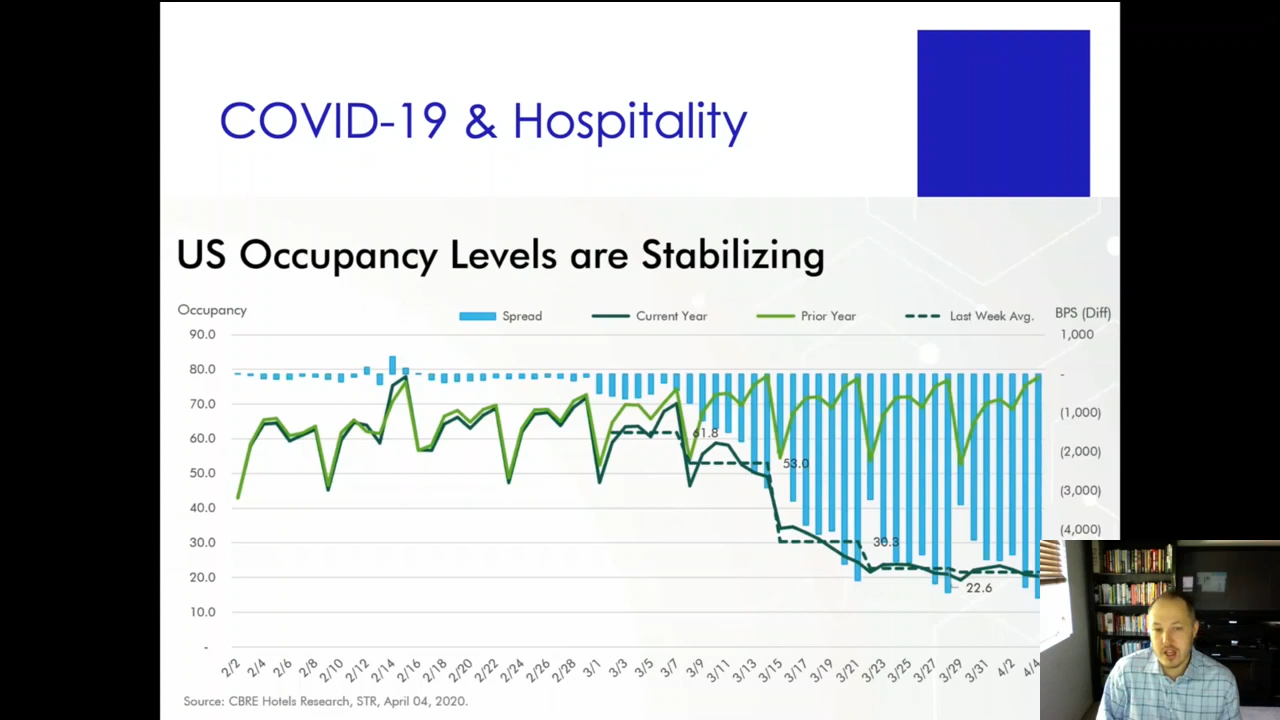 COVID-19 & Hospitality
US Occupancy Levels are Stabilizing
Occupancy
Spread Current Year Prior Year Last Week Avg. BPS (Diff)
90.0 1,000
80.0 -
70.0 (1,000)
60.0 61.8 (2,000)
50.0 53.0 (3,000)
40.0 (4,000)
30.0 30.3
20.0 22.6
10.0
-
2/2 2/4 2/6 2/8 2/10 2/12 2/14 2/16 2/18 2/20 2/22 2/24 2/26 2/28 3/1 3/3 3/5 3/7 3/9 3/11 3/13 3/15 3/17 3/19 3/21 3/23 3/25 3/27 3/29 3/31 4/2 4/4
Source: CBRE Hotels Research, STR, April 04, 2020.